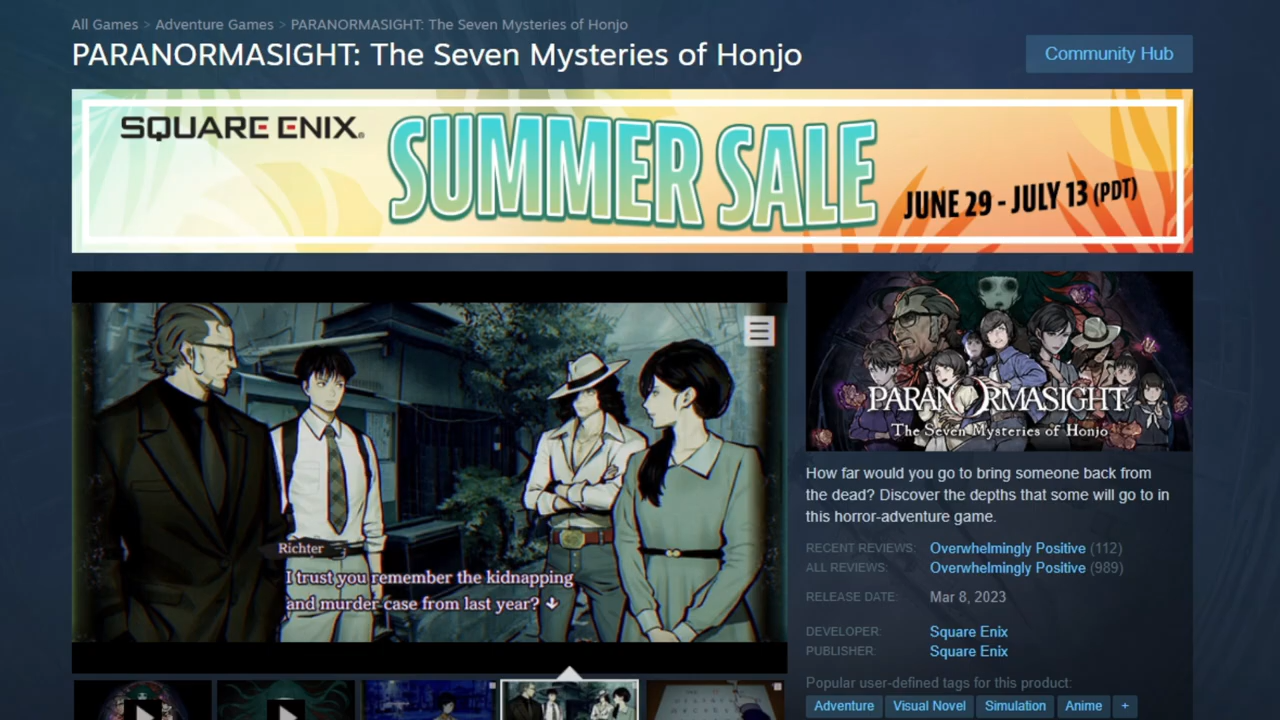 All Games > Adventure Games > PARANORMASIGHT: The Seven Mysteries of Honjo
PARANORMASIGHT: The Seven Mysteries of Honjo
Community Hub
SQUARE ENIX®
SUMMER SALE
JUNE 29 - JULY 13 (PDT)
PARANORMASIGHT
The Seven Mysteries of Honjo
Richter
I trust you remember the kidnapping
and murder case from last year?
How far would you go to bring someone back from
the dead? Discover the depths that some will go to in
this horror-adventure game.
RECENT REVIEWS: Overwhelmingly Positive (112)
ALL REVIEWS: Overwhelmingly Positive (989)
RELEASE DATE: Mar 8, 2023
DEVELOPER: Square Enix
PUBLISHER: Square Enix
Popular user-defined tags for this product:
Adventure Visual Novel Simulation Anime +